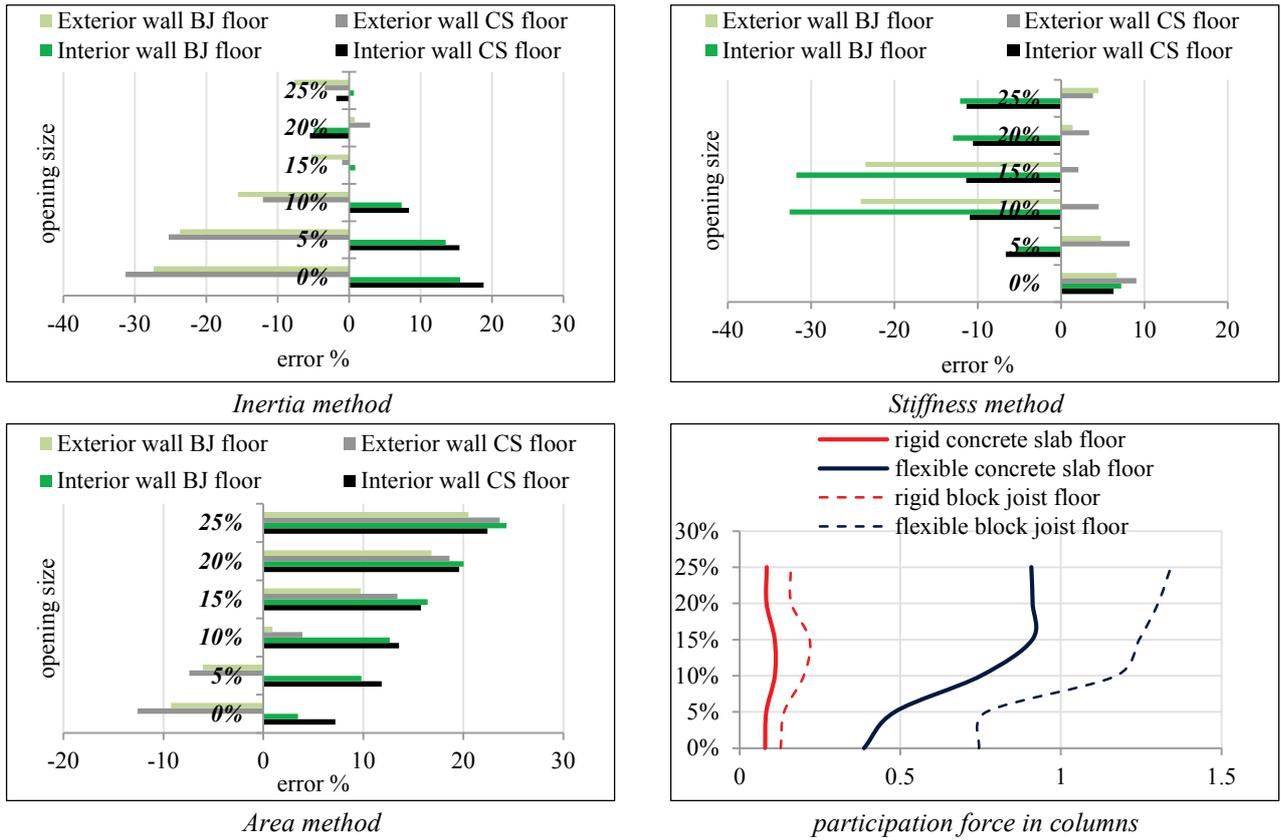 Exterior wall BJ floor Exterior wall CS floor
Interior wall BJ floor Interior wall CS floor
25%
20%
15%
10%
5%
0%
opening size
-40 -30 -20 -10 0 10 20 30
error %
Inertia method
Exterior wall BJ floor Exterior wall CS floor
Interior wall BJ floor Interior wall CS floor
25%
20%
15%
10%
5%
0%
opening size
-40 -30 -20 -10 0 10 20
error %
Stiffness method
Exterior wall BJ floor Exterior wall CS floor
Interior wall BJ floor Interior wall CS floor
25%
20%
15%
10%
5%
0%
opening size
-20 -10 0 10 20 30
error %
Area method
rigid concrete slab floor
flexible concrete slab floor
rigid block joist floor
flexible block joist floor
30%
25%
20%
15%
10%
5%
0%
0 0.5 1 1.5
participation force in columns